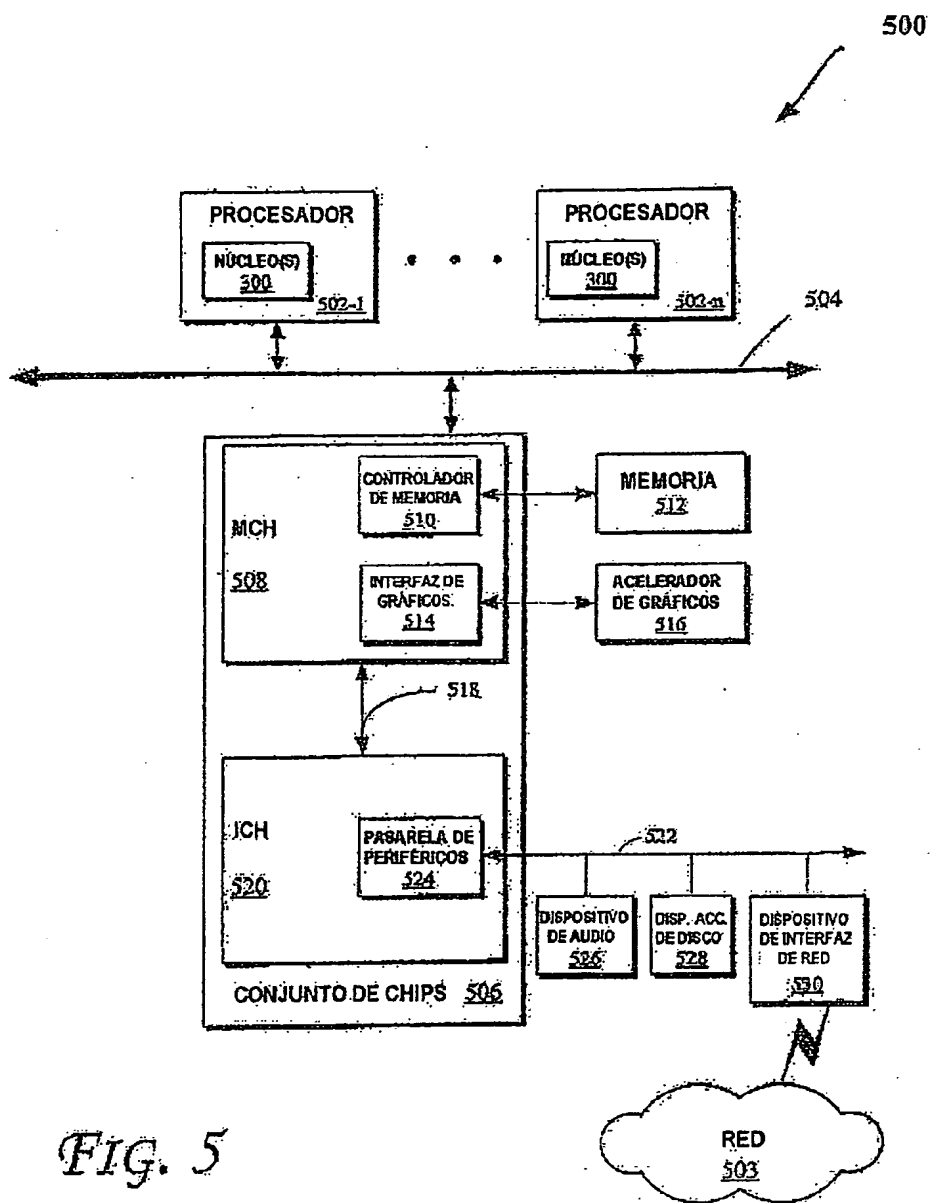 500
PROCESADOR
NÚCLEO(S)
300
502-1
PROCESADOR
NÚCLEO(S)
300
502-n
504
MCH
508
CONTROLADOR
DE MEMORIA
510
MEMORIA
512
INTERFAZ DE
GRÁFICOS
514
ACELERADOR
DE GRÁFICOS
516
518
ICH
520
PASARELA DE
PERIFÉRICOS
524
522
DISPOSITIVO
DE AUDIO
526
DISP. ACC.
DE DISCO
528
DISPOSITIVO
DE INTERFAZ
DE RED
530
CONJUNTO DE CHIPS 506
RED
503
FIG. 5